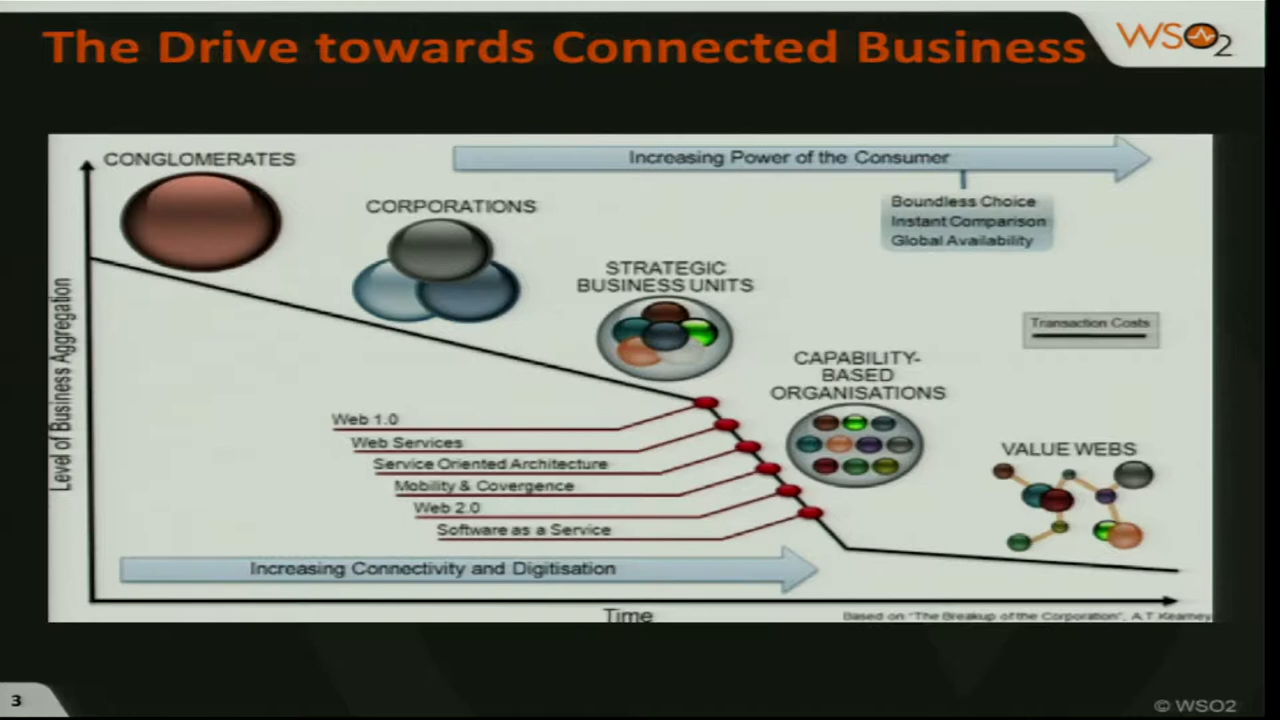 The Drive towards Connected Business
WSO2
CONGLOMERATES
Increasing Power of the Consumer
Boundless Choice
Instant Comparison
Global Availability
CORPORATIONS
STRATEGIC
BUSINESS UNITS
Transaction Costs
CAPABILITY-
BASED
ORGANISATIONS
VALUE WEBS
Level of Business Aggregation
Web 1.0
Web Services
Service Oriented Architecture
Mobility & Covergence
Web 2.0
Software as a Service
Increasing Connectivity and Digitisation
Time
Based on "The Breakup of the Corporation", A.T Kearney
3
© WSO2